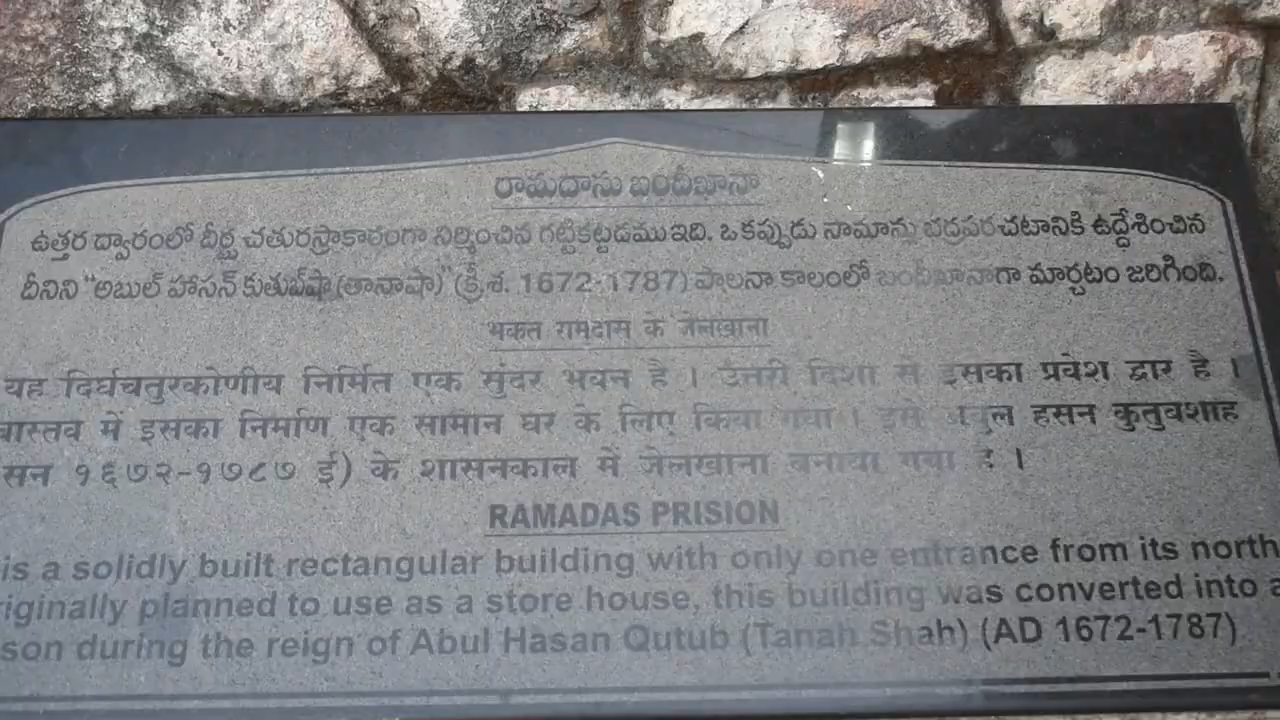 రామదాసు బందీఖానా
ఉత్తర ద్వారంలో దీర్ఘ చతురస్రాకారంగా నిర్మించిన గట్టికట్టడము ఇది. ఒకప్పుడు సామాన్లు భద్రపరచటానికి ఉద్దేశించిన
దీనిని "అబుల్ హాసన్ కుతుబ్‌షా (తానాషా)" (క్రీ.శ. 1672-1787) పాలనా కాలంలో బందీఖానాగా మార్చటం జరిగింది.
भकत रामदास के जेलखाना
यह दिर्घचतुरकोणीय निर्मित एक सुंदर भवन है । उत्तरी दिशा से इसका प्रवेश द्वार है ।
वास्तव में इसका निर्माण एक सामान घर के लिए किया गया । इसे अबुल हसन कुतुबशाह
सन १६७२-१७८७ ई) के शासनकाल में जेलखाना बनाया गया है ।
RAMADAS PRISION
is a solidly built rectangular building with only one entrance from its north
riginally planned to use as a store house, this building was converted into a
son during the reign of Abul Hasan Qutub (Tanah Shah) (AD 1672-1787)